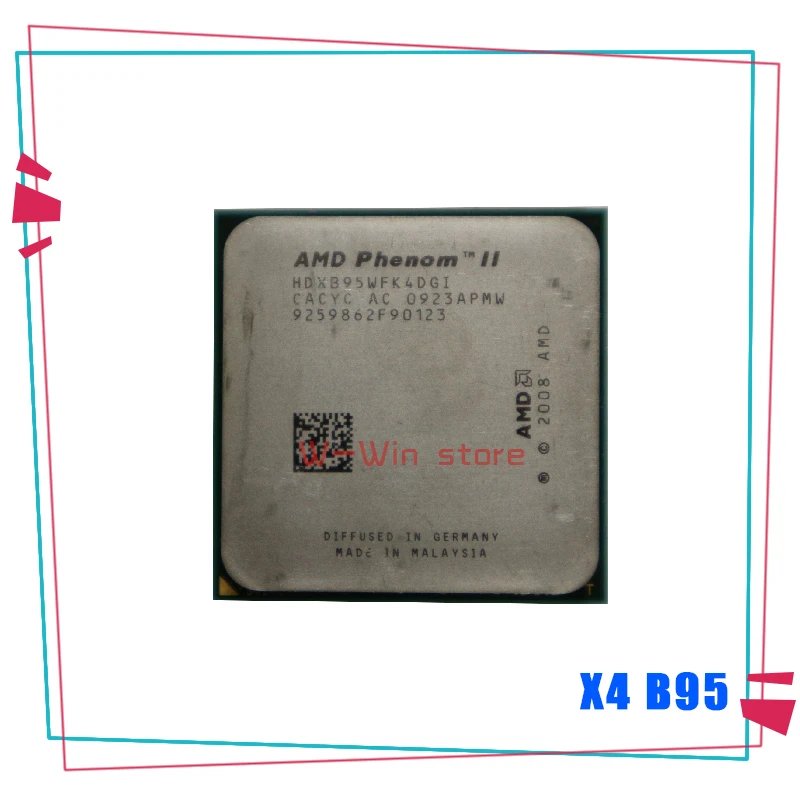 AMD Phenom™ II
HDXB95WFK4DGI
CACYC AC 0923APMW
9259862F90123
AMD
® © 2008 AMD
W-Win store
DIFFUSED IN GERMANY
MADE IN MALAYSIA
T
X4 B95